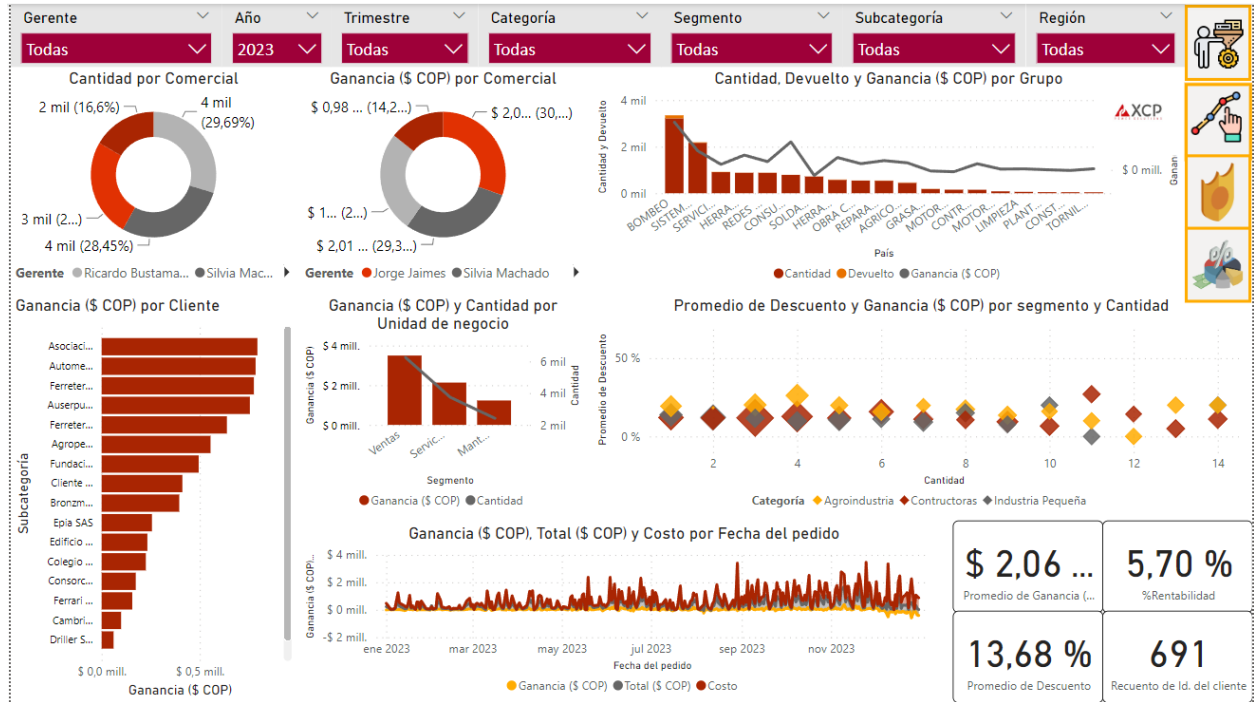 Gerente
Año
Trimestre
Categoría
Segmento
Subcategoría
Región
Todas
2023
Todas
Todas
Todas
Todas
Todas
Cantidad por Comercial
2 mil (16,6%)
4 mil
(29,69%)
3 mil (2...)
4 mil (28,45%)
Gerente Ricardo Bustama... Silvia Mac...
Ganancia ($ COP) por Comercial
$ 0,98 ... (14,2...)
$ 2,0... (30,...)
$ 1... (2...)
$ 2,01 ... (29,3...)
Gerente Jorge Jaimes Silvia Machado
Cantidad, Devuelto y Ganancia ($ COP) por Grupo
XCP
Cantidad y Devuelto
4 mil
2 mil
0 mil
$ 0 mill.
Ganan
BOMBEO
SISTEM...
SERVICI...
HERRA...
REDES ...
CONSU...
SOLDA...
HERRA...
OBRA C...
REPARA...
AGRICO...
GRASA...
MOTOR...
CONTR...
MOTOR...
LIMPIEZA
PLANT...
CONST...
TORNIL...
País
Cantidad Devuelto Ganancia ($ COP)
Ganancia ($ COP) por Cliente
Subcategoría
Asociaci...
Autome...
Ferreter...
Auserpu...
Ferreter...
Agrope...
Fundaci...
Cliente ...
Bronzm...
Epia SAS
Edificio ...
Colegio ...
Consorc...
Ferrari ...
Cambri...
Driller S...
$ 0,0 mill.
$ 0,5 mill.
Ganancia ($ COP)
Ganancia ($ COP) y Cantidad por
Unidad de negocio
Ganancia ($ COP)
$ 4 mill.
$ 2 mill.
$ 0 mill.
6 mil
4 mil
2 mil
Cantidad
Ventas
Servic...
Mant...
Segmento
Ganancia ($ COP) Cantidad
Promedio de Descuento y Ganancia ($ COP) por segmento y Cantidad
Promedio de Descuento
50 %
0 %
2
4
6
8
10
12
14
Cantidad
Categoría Agroindustria Contructoras Industria Pequeña
Ganancia ($ COP), Total ($ COP) y Costo por Fecha del pedido
Ganancia ($ COP)...
$ 4 mill.
$ 2 mill.
$ 0 mill.
-$ 2 mill.
ene 2023
mar 2023
may 2023
jul 2023
sep 2023
nov 2023
Fecha del pedido
Ganancia ($ COP) Total ($ COP) Costo
$ 2,06 ...
Promedio de Ganancia (...
5,70 %
%Rentabilidad
13,68 %
Promedio de Descuento
691
Recuento de Id. del cliente